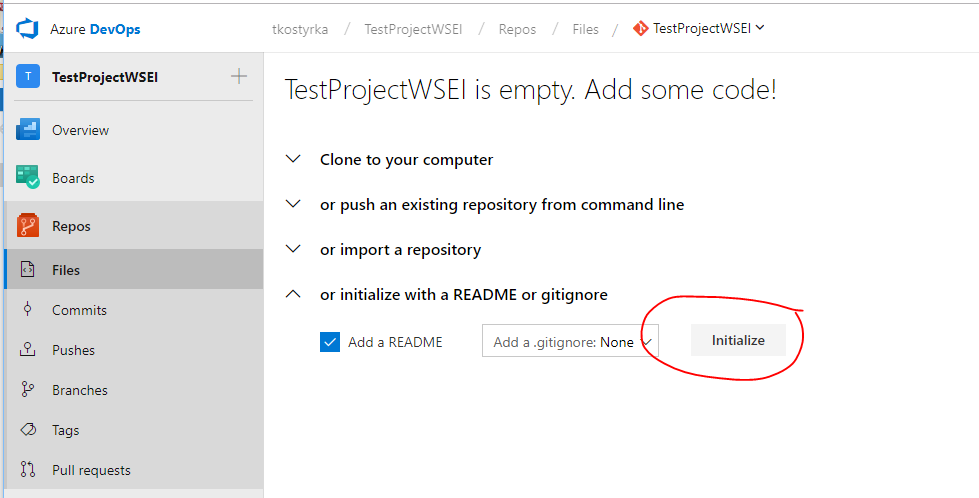 Azure DevOps
tkostyrka / TestProjectWSEI / Repos / Files / TestProjectWSEI
T TestProjectWSEI
Overview
Boards
Repos
Files
Commits
Pushes
Branches
Tags
Pull requests
TestProjectWSEI is empty. Add some code!
Clone to your computer
or push an existing repository from command line
or import a repository
or initialize with a README or gitignore
Add a README Add a .gitignore: None Initialize